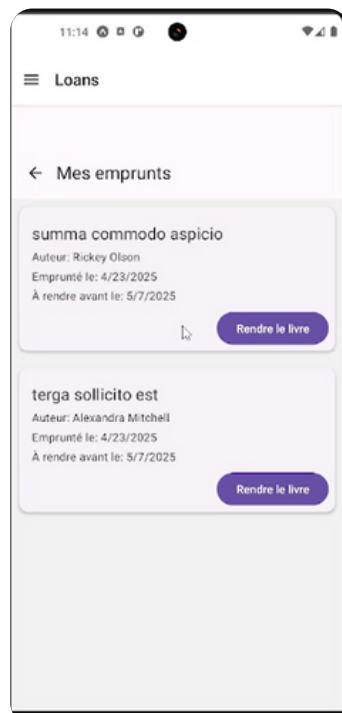 11:14
Loans
Mes emprunts
summa commodo aspicio
Auteur: Rickey Olson
Emprunté le: 4/23/2025
À rendre avant le: 5/7/2025
Rendre le livre
terga sollicito est
Auteur: Alexandra Mitchell
Emprunté le: 4/23/2025
À rendre avant le: 5/7/2025
Rendre le livre